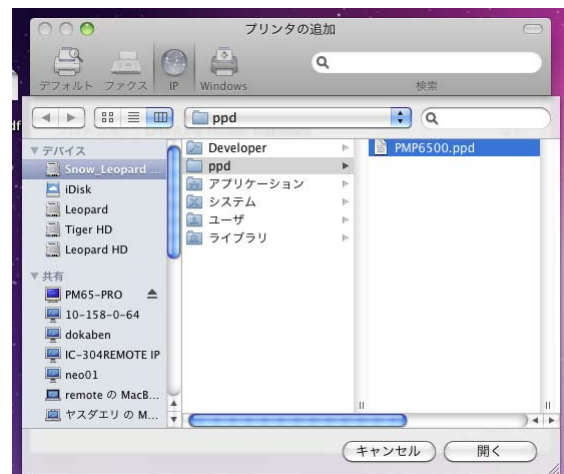 プリンタの追加
デフォルト
ファクス
IP
Windows
検索
df
ppd
デバイス
Snow_Leopard ...
iDisk
Leopard
Tiger HD
Leopard HD
共有
PM65-PRO
10-158-0-64
dokaben
IC-304REMOTE IP
neo01
remote の MacB...
ヤスダエリ の M...
Developer
ppd
アプリケーション
システム
ユーザ
ライブラリ
PMP6500.ppd
キャンセル
開く